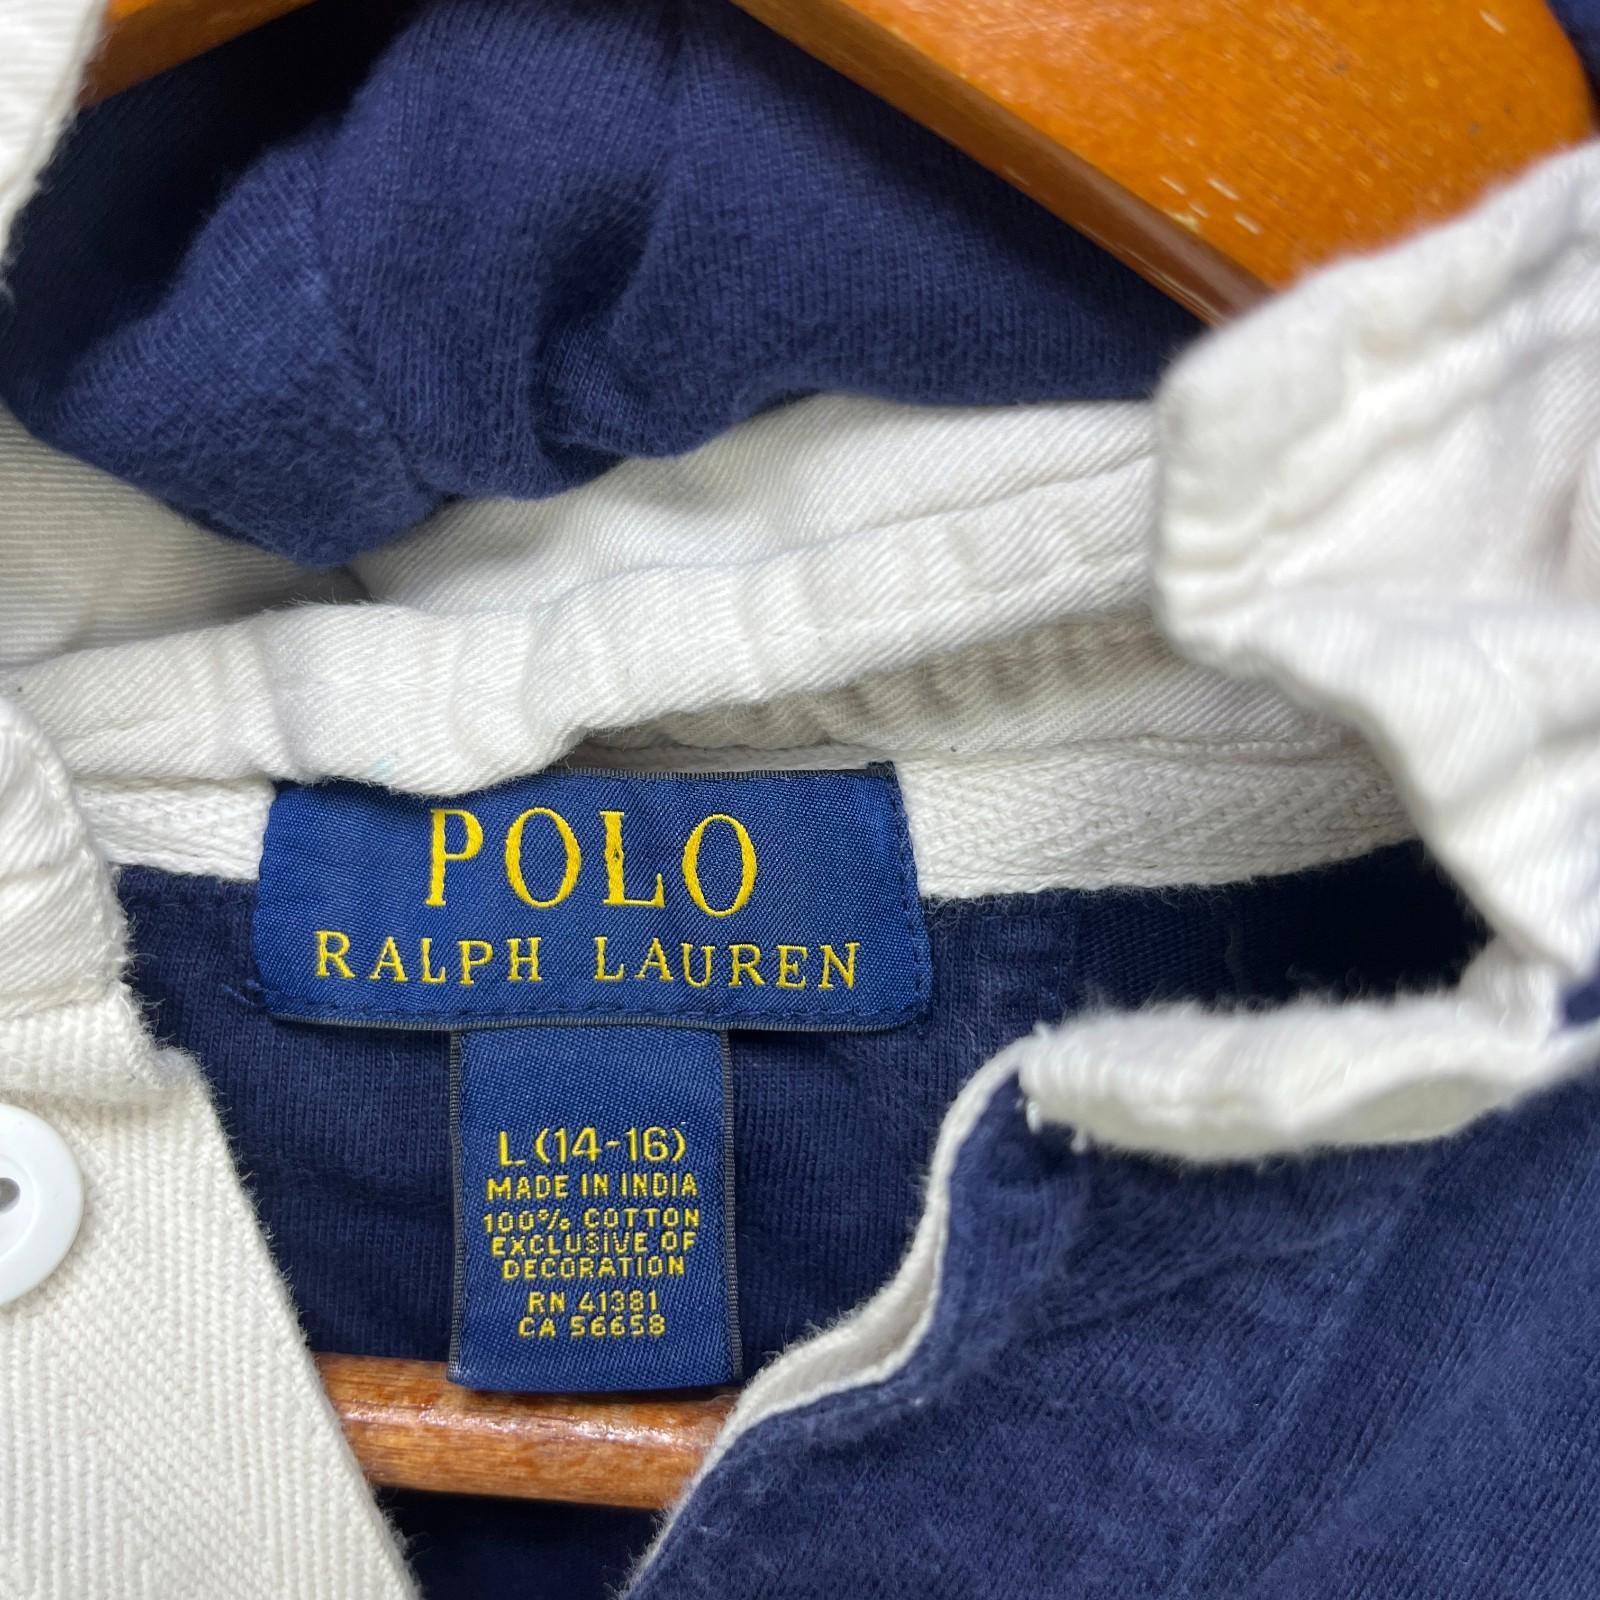 POLO
RALPH LAUREN
L (14-16)
MADE IN INDIA
100% COTTON
EXCLUSIVE OF
DECORATION
RN 41381
CA 56658